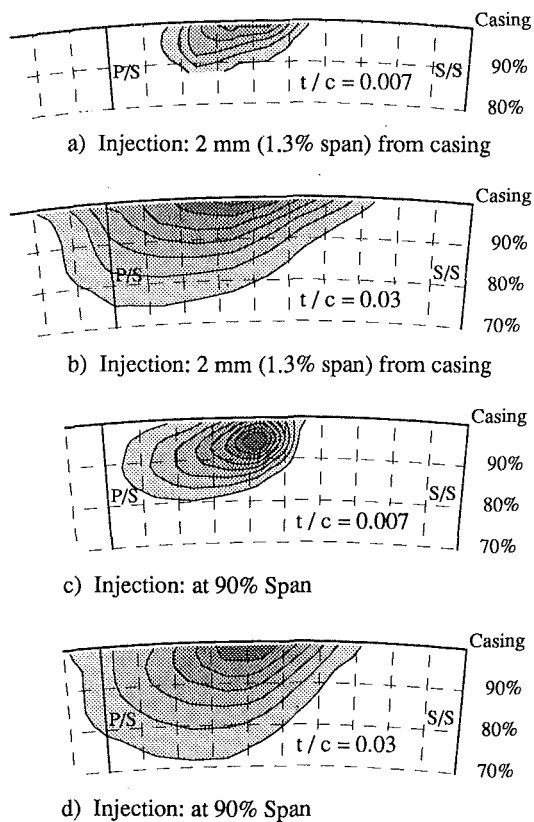 Casing
P/S
S/S
90%
t / c = 0.007
80%
a) Injection: 2 mm (1.3% span) from casing
Casing
90%
P/S
S/S
80%
t / c = 0.03
70%
b) Injection: 2 mm (1.3% span) from casing
Casing
90%
P/S
S/S
80%
t / c = 0.007
70%
c) Injection: at 90% Span
Casing
90%
P/S
S/S
80%
t / c = 0.03
70%
d) Injection: at 90% Span